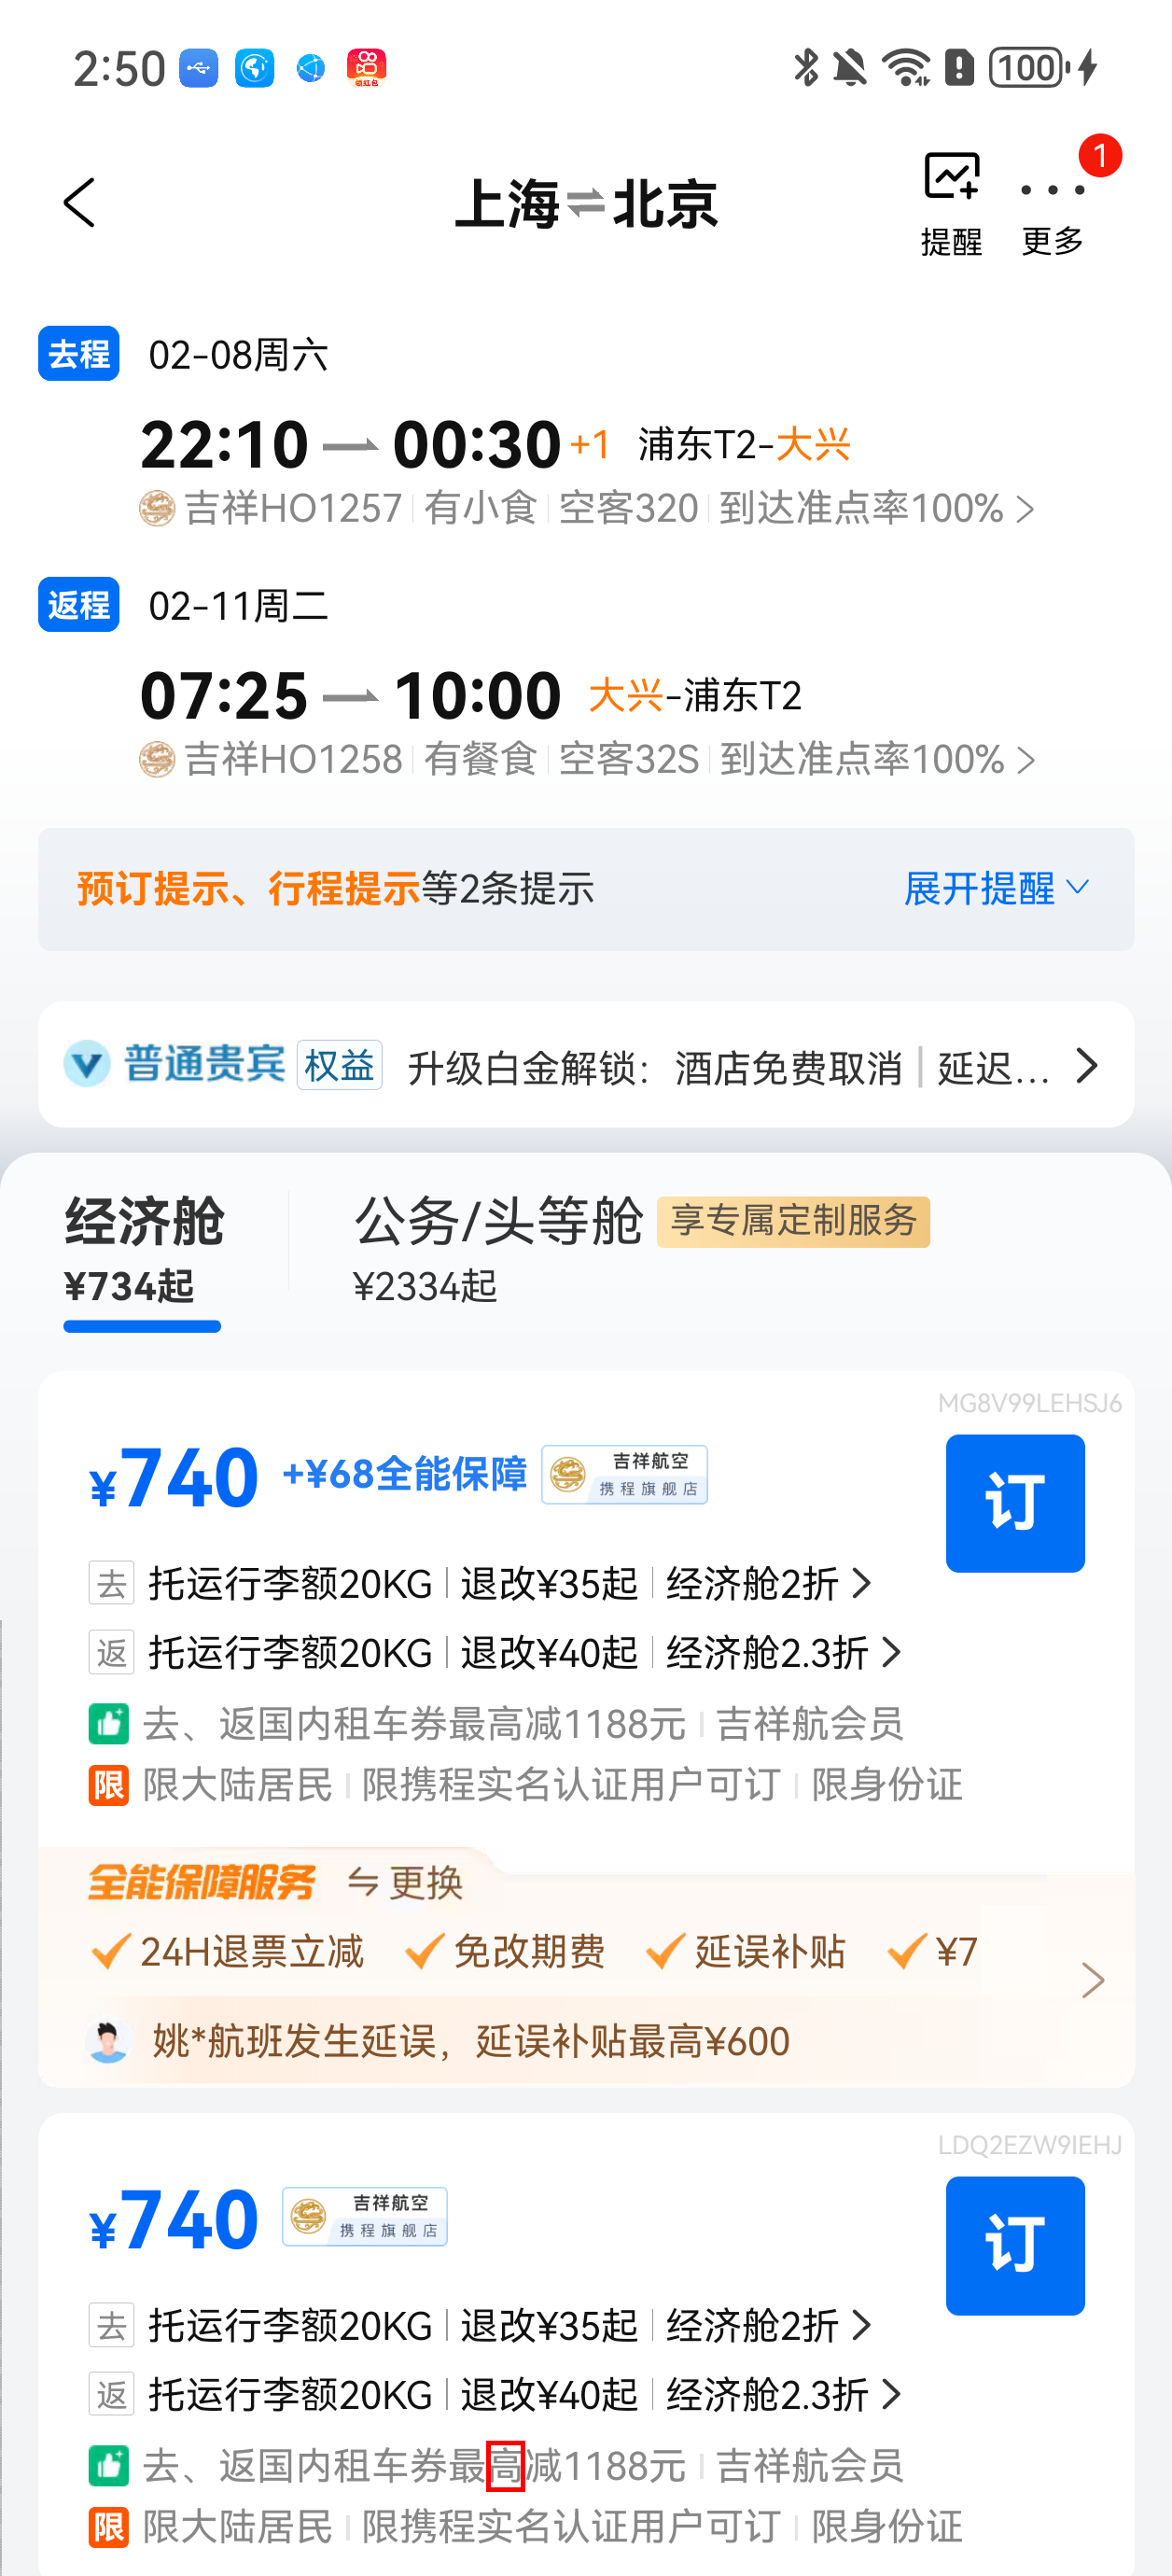 2:50 领红包 100
上海⇌北京 提醒 更多 1
去程 02-08周六
22:10 00:30 +1 浦东T2-大兴
吉祥HO1257 有小食 空客320 到达准点率100%
返程 02-11周二
07:25 10:00 大兴-浦东T2
吉祥HO1258 有餐食 空客32S 到达准点率100%
预订提示、行程提示等2条提示 展开提醒
普通贵宾 权益 升级白金解锁：酒店免费取消 | 延迟...
经济舱 公务/头等舱 享专属定制服务
¥734起 ¥2334起
MG8V99LEHSJ6
¥740 +¥68全能保障 吉祥航空 携程旗舰店 订
去 托运行李额20KG 退改¥35起 经济舱2折
返 托运行李额20KG 退改¥40起 经济舱2.3折
去、返国内租车券最高减1188元 吉祥航会员
限 限大陆居民 限携程实名认证用户可订 限身份证
全能保障服务 更换
24H退票立减 免改期费 延误补贴 ¥7
姚*航班发生延误，延误补贴最高¥600
LDQ2EZW9IEHJ
¥740 吉祥航空 携程旗舰店 订
去 托运行李额20KG 退改¥35起 经济舱2折
返 托运行李额20KG 退改¥40起 经济舱2.3折
去、返国内租车券最高减1188元 吉祥航会员
限 限大陆居民 限携程实名认证用户可订 限身份证